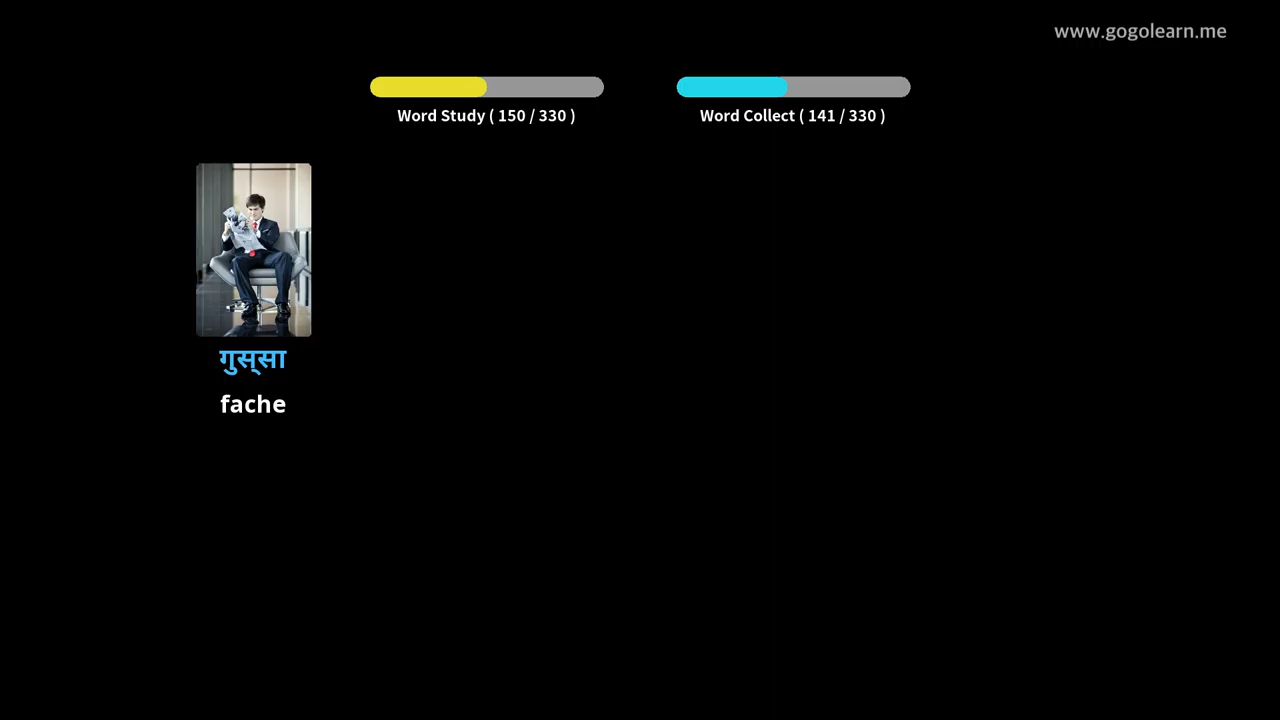 www.gogolearn.me
Word Study ( 150 / 330 )
Word Collect ( 141 / 330 )
गुस्‌सा
fache